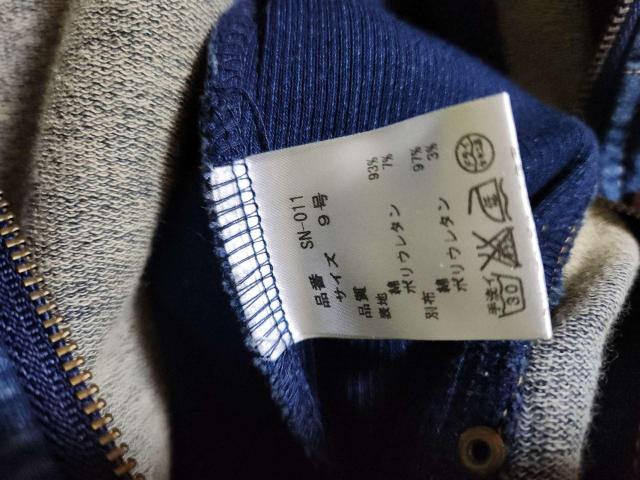 品番 SN-011
サイズ 9号
品質
表地
綿 93%
ポリウレタン 7%
別布
綿 97%
ポリウレタン 3%
手洗イ
30